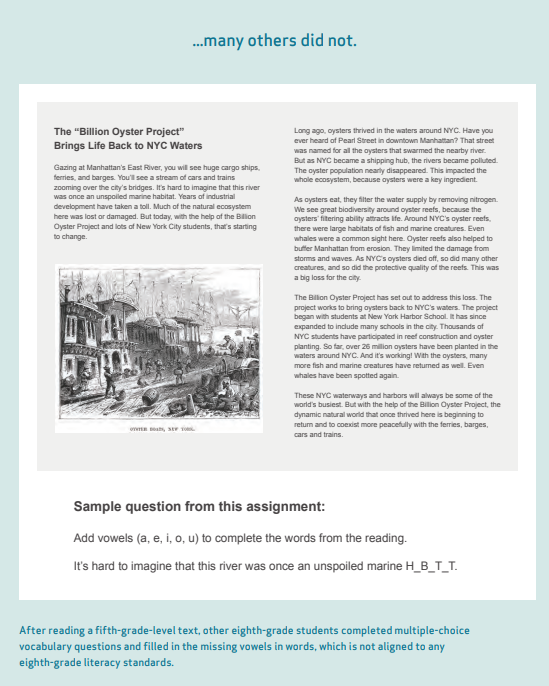 ...many others did not.
The “Billion Oyster Project”
Brings Life Back to NYC Waters
Gazing at Manhattan’s East River, you will see huge cargo ships,
ferries, and barges. You’ll see a stream of cars and trains
zooming over the city’s bridges. It’s hard to imagine that this river
was once an unspoiled marine habitat. Years of industrial
development have taken a toll. Much of the natural ecosystem
here was lost or damaged. But today, with the help of the Billion
Oyster Project and lots of New York City students, that’s starting
to change.
OYSTER BOATS, NEW YORK.
Long ago, oysters thrived in the waters around NYC. Have you
ever heard of Pearl Street in downtown Manhattan? That street
was named for all the oysters that swarmed the nearby river.
But as NYC became a shipping hub, the rivers became polluted.
The oyster population nearly disappeared. This impacted the
whole ecosystem, because oysters were a key ingredient.
As oysters eat, they filter the water supply by removing nitrogen.
We see great biodiversity around oyster reefs, because the
oysters’ filtering ability attracts life. Around NYC’s oyster reefs,
there were large habitats of fish and marine creatures. Even
whales were a common sight here. Oyster reefs also helped to
buffer Manhattan from erosion. They limited the damage from
storms and waves. As NYC’s oysters died off, so did many other
creatures, and so did the protective quality of the reefs. This was
a big loss for the city.
The Billion Oyster Project has set out to address this loss. The
project works to bring oysters back to NYC’s waters. The project
began with students at New York Harbor School. It has since
expanded to include many schools in the city. Thousands of
NYC students have participated in reef construction and oyster
planting. So far, over 26 million oysters have been planted in the
waters around NYC. And it’s working! With the oysters, many
more fish and marine creatures have returned as well. Even
whales have been spotted again.
These NYC waterways and harbors will always be some of the
world’s busiest. But with the help of the Billion Oyster Project, the
dynamic natural world that once thrived here is beginning to
return and to coexist more peacefully with the ferries, barges,
cars and trains.
Sample question from this assignment:
Add vowels (a, e, i, o, u) to complete the words from the reading.
It’s hard to imagine that this river was once an unspoiled marine H_B_T_T.
After reading a fifth-grade-level text, other eighth-grade students completed multiple-choice
vocabulary questions and filled in the missing vowels in words, which is not aligned to any
eighth-grade literacy standards.